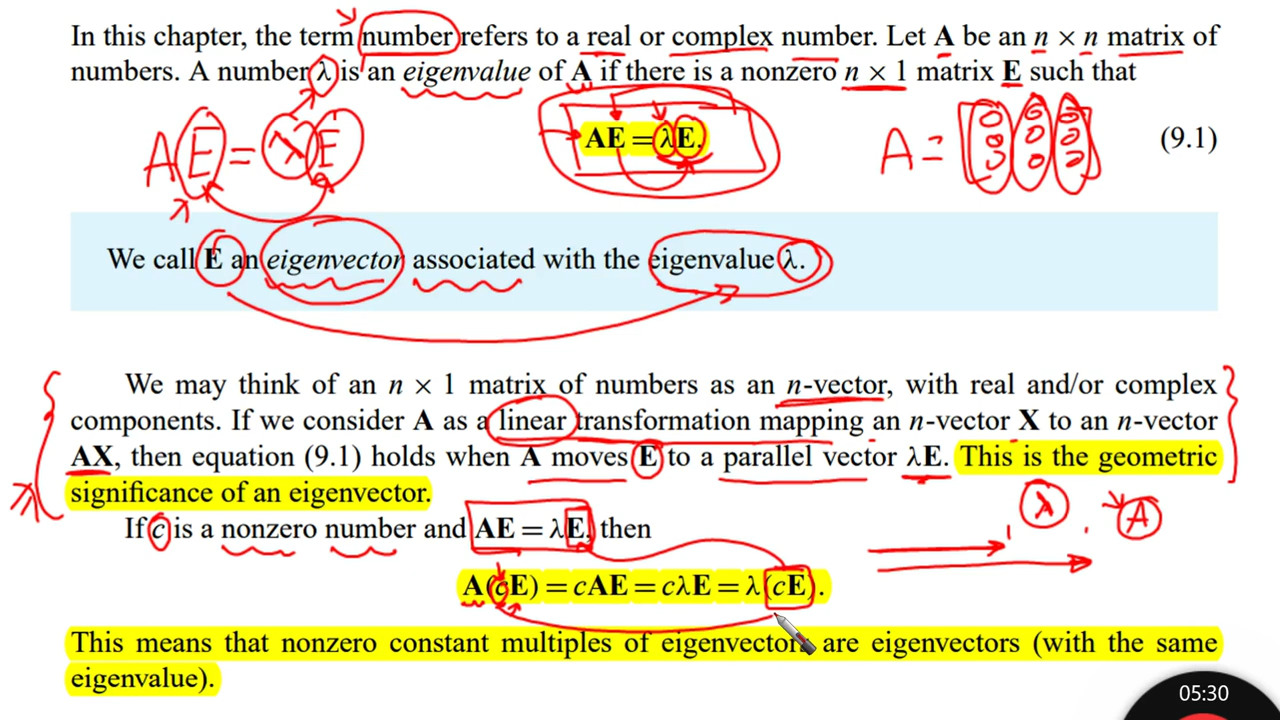 In this chapter, the term number refers to a real or complex number. Let A be an n × n matrix of
numbers. A number λ is an eigenvalue of A if there is a nonzero n × 1 matrix E such that
AE = λE.
(9.1)
A E = λ E
A =
We call E an eigenvector associated with the eigenvalue λ.
We may think of an n × 1 matrix of numbers as an n-vector, with real and/or complex
components. If we consider A as a linear transformation mapping an n-vector X to an n-vector
AX, then equation (9.1) holds when A moves E to a parallel vector λE. This is the geometric
significance of an eigenvector.
λ A
If c is a nonzero number and AE = λE, then
A(cE) = cAE = cλE = λ(cE).
This means that nonzero constant multiples of eigenvectors are eigenvectors (with the same
eigenvalue).
05:30